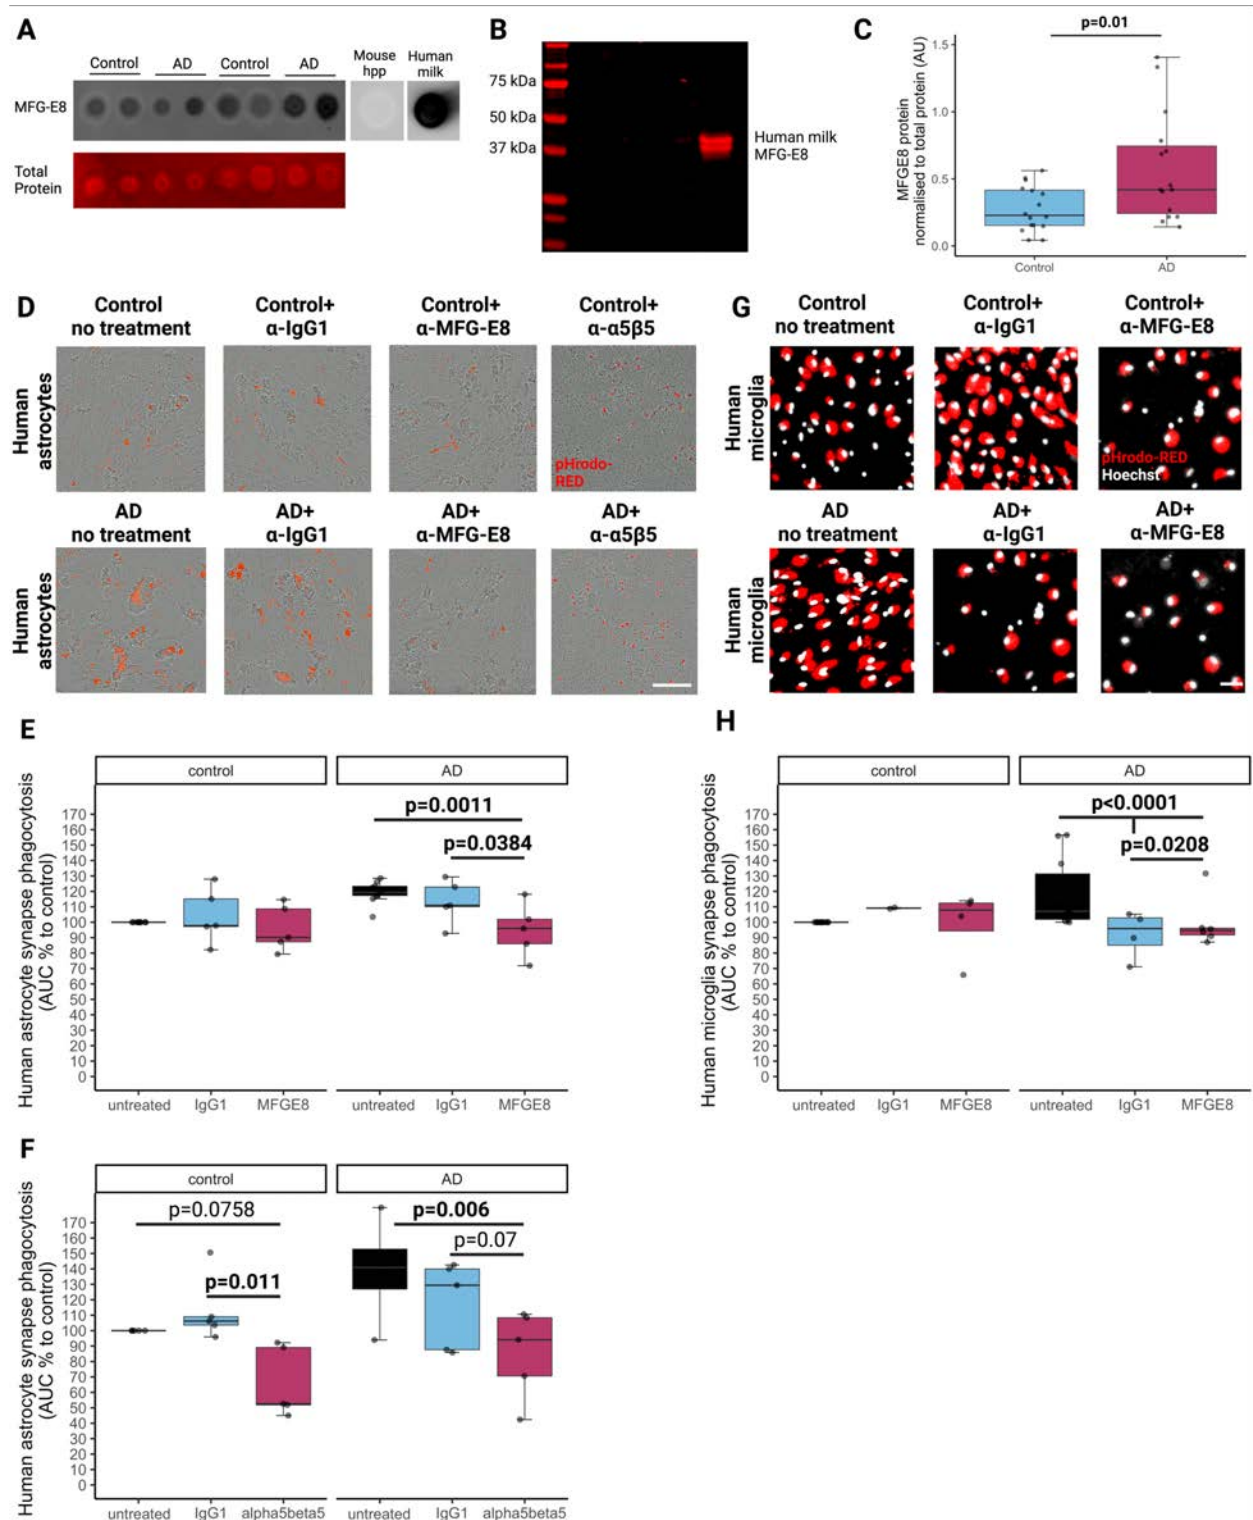 A
Control AD Control AD
Mouse hpp
Human milk
MFG-E8
Total
Protein
B
75 kDa
50 kDa
37 kDa
Human milk
MFG-E8
C
p=0.01
MFGE8 protein
normalised to total protein (AU)
1.5
1.0
0.5
0.0
Control AD
D
Control
no treatment
Control+
α-IgG1
Control+
α-MFG-E8
Control+
α-α5β5
Human
astrocytes
pHrodo-
RED
AD
no treatment
AD+
α-IgG1
AD+
α-MFG-E8
AD+
α-α5β5
Human
astrocytes
G
Control
no treatment
Control+
α-IgG1
Control+
α-MFG-E8
Human
microglia
pHrodo-RED
Hoechst
AD
no treatment
AD+
α-IgG1
AD+
α-MFG-E8
Human
microglia
E
Human astrocyte synapse phagocytosis
(AUC % to control)
control AD
p=0.0011
p=0.0384
170
160
150
140
130
120
110
100
90
80
70
60
50
40
30
20
10
0
untreated IgG1 MFGE8 untreated IgG1 MFGE8
H
Human microglia synapse phagocytosis
(AUC % to control)
control AD
p<0.0001
p=0.0208
170
160
150
140
130
120
110
100
90
80
70
60
50
40
30
20
10
0
untreated IgG1 MFGE8 untreated IgG1 MFGE8
F
Human astrocyte synapse phagocytosis
(AUC % to control)
control AD
p=0.0758
p=0.011
p=0.006
p=0.07
170
160
150
140
130
120
110
100
90
80
70
60
50
40
30
20
10
0
untreated IgG1 alpha5beta5 untreated IgG1 alpha5beta5